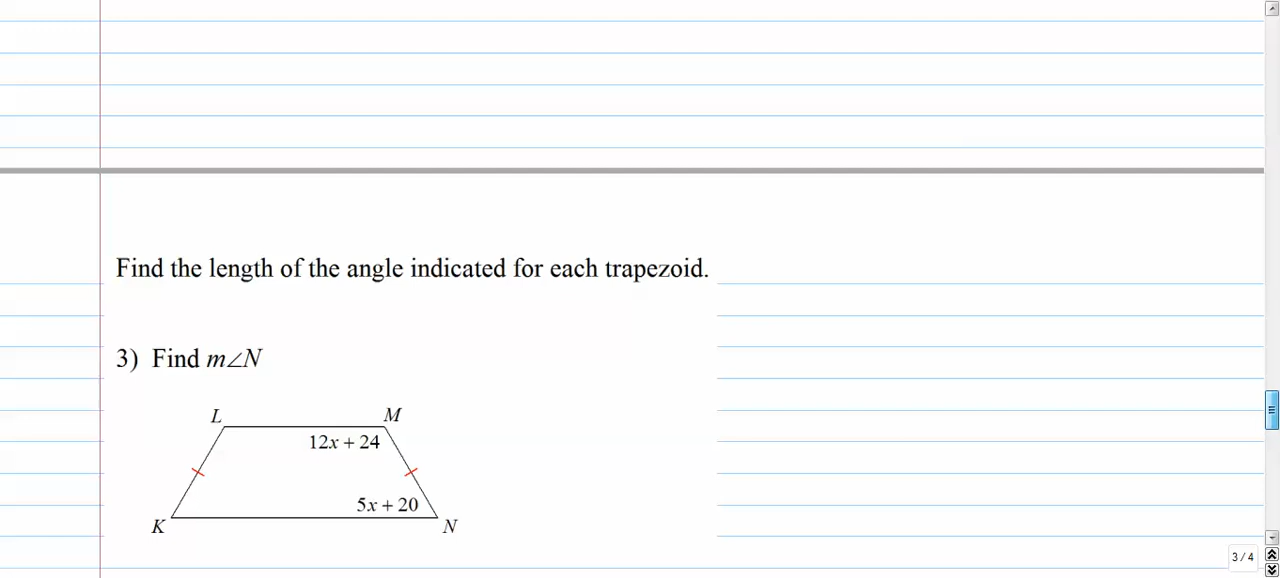 Find the length of the angle indicated for each trapezoid.
3) Find m∠N
L M
12x + 24
5x + 20
K N
3 / 4